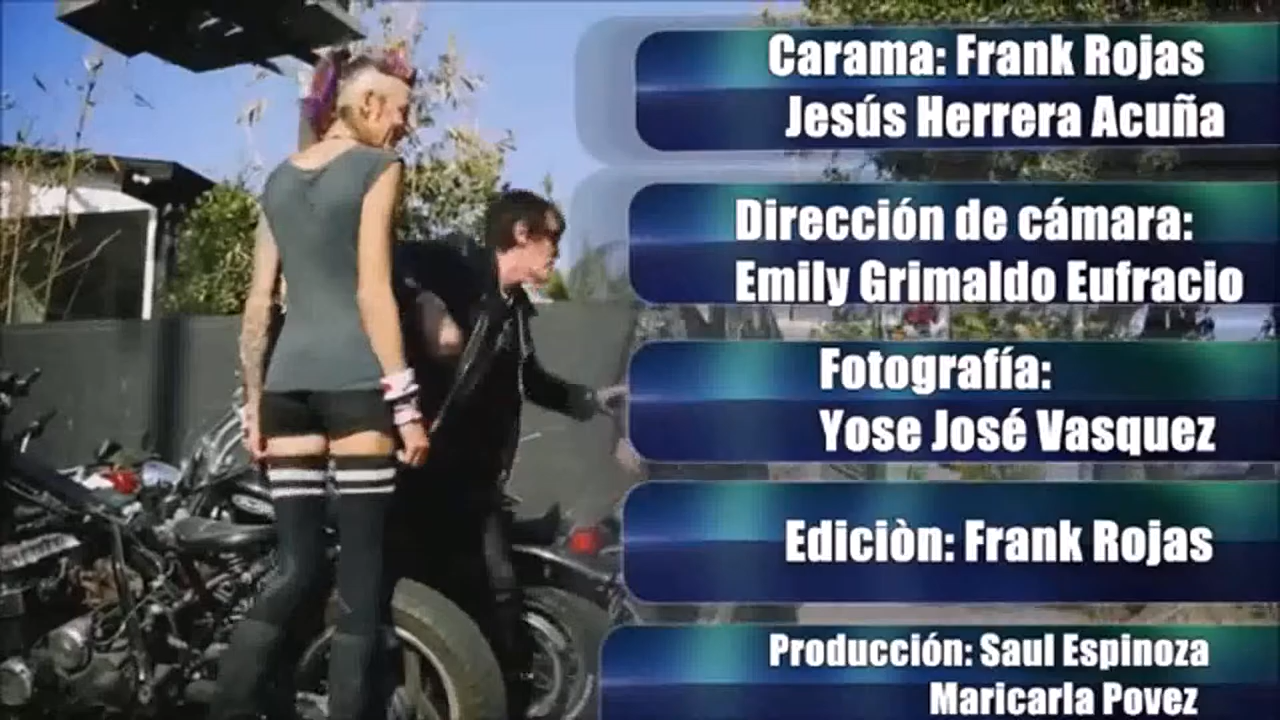 Carama: Frank Rojas
Jesús Herrera Acuña
Dirección de cámara:
Emily Grimaldo Eufracio
Fotografía:
Yose José Vasquez
Ediciòn: Frank Rojas
Producción: Saul Espinoza
Maricarla Povez